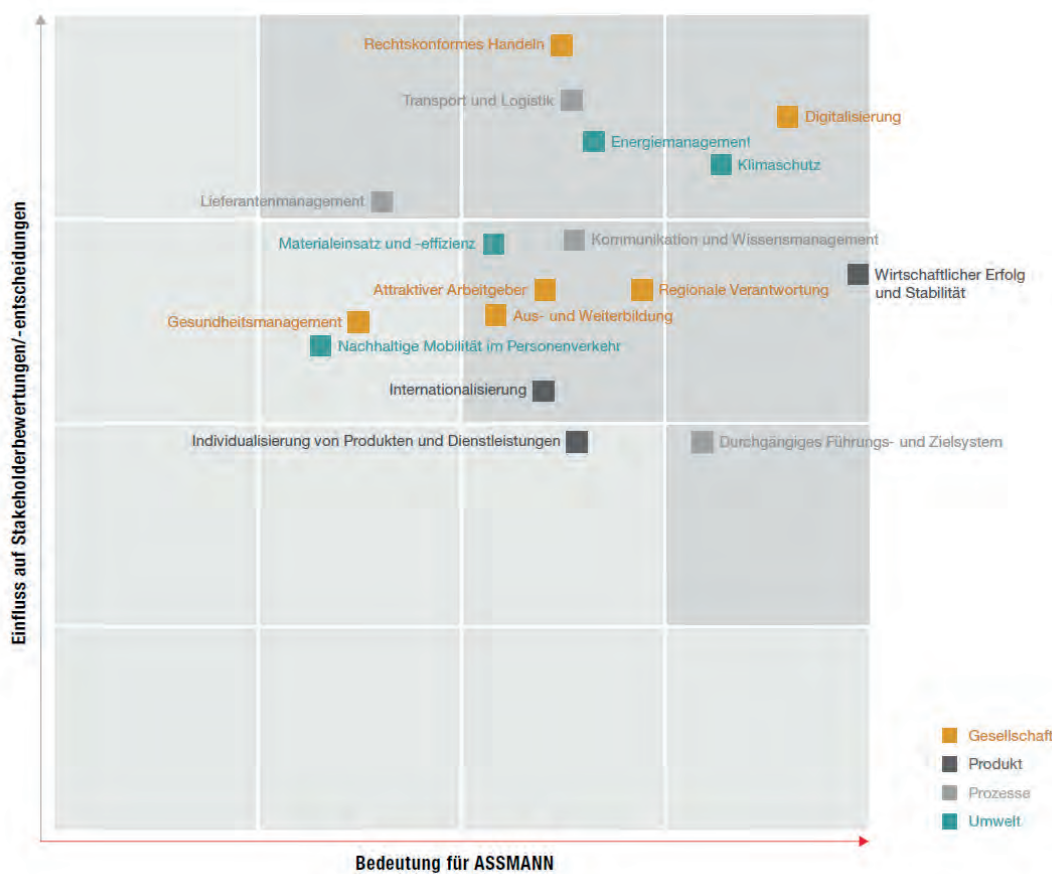 Einfluss auf Stakeholderbewertungen/-entscheidungen
Rechtskonformes Handeln
Transport und Logistik
Digitalisierung
Energiemanagement
Klimaschutz
Lieferantenmanagement
Materialeinsatz und -effizienz
Kommunikation und Wissensmanagement
Wirtschaftlicher Erfolg
und Stabilität
Attraktiver Arbeitgeber
Regionale Verantwortung
Gesundheitsmanagement
Aus- und Weiterbildung
Nachhaltige Mobilität im Personenverkehr
Internationalisierung
Individualisierung von Produkten und Dienstleistungen
Durchgängiges Führungs- und Zielsystem
Gesellschaft
Produkt
Prozesse
Umwelt
Bedeutung für ASSMANN